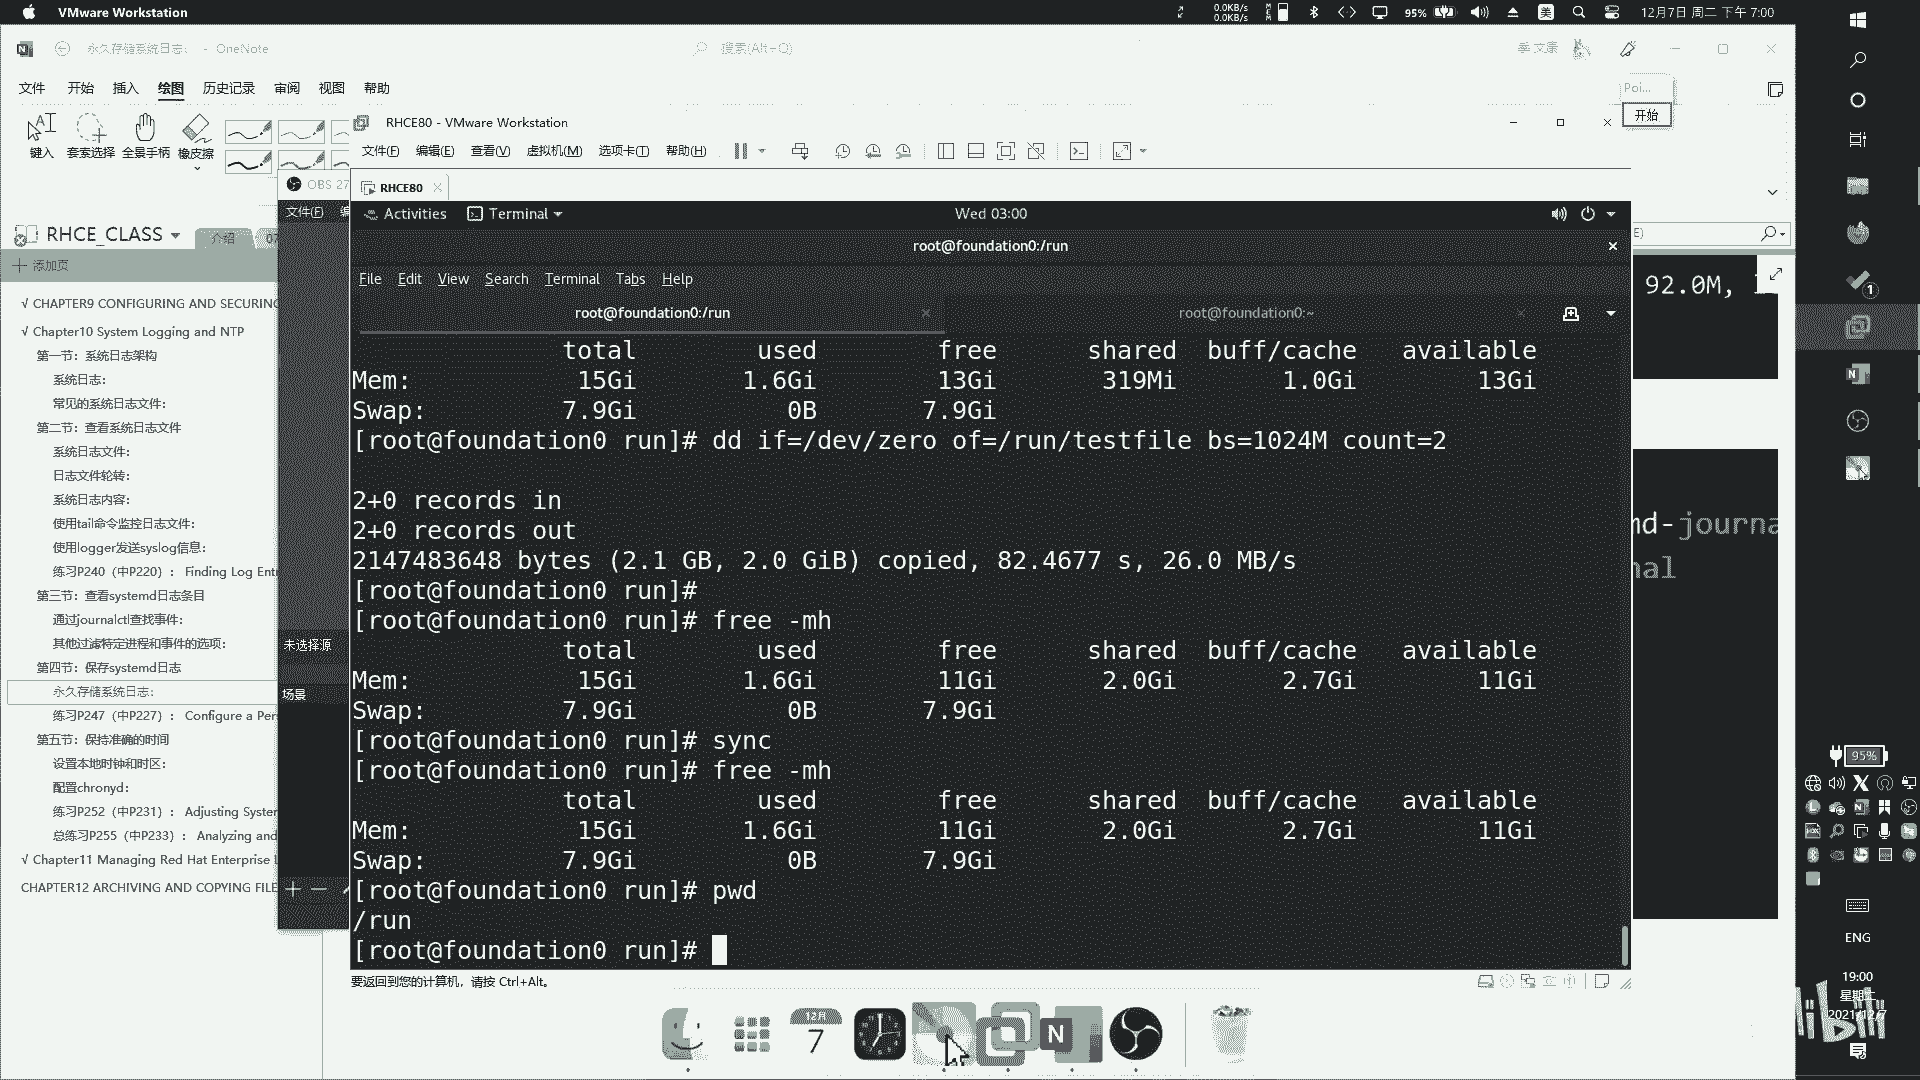 VMware Workstation
0.0KB/s
0.0KB/s
95%
美
12月7日 周二 下午 7:00
永久存储系统日志: - OneNote
搜索(Alt+Q)
文件 开始 插入 绘图 历史记录 审阅 视图 帮助
Poi...
开始
键入 套索选择 全景手柄 橡皮擦
RHCE80 - VMware Workstation
文件(F) 编辑(E) 查看(V) 虚拟机(M) 选项卡(T) 帮助(H)
OBS 27
文件(F) 编
RHCE80
Activities Terminal
Wed 03:00
root@foundation0:/run
File Edit View Search Terminal Tabs Help
root@foundation0:/run
root@foundation0:~
RHCE_CLASS
介绍
07
添加页
√ CHAPTER9 CONFIGURING AND SECURING
√ Chapter10 System Logging and NTP
第一节：系统日志架构
系统日志：
常见的系统日志文件：
第二节：查看系统日志文件
系统日志文件：
日志文件轮转：
系统日志内容：
使用tail命令监控日志文件：
使用logger发送syslog信息：
练习P240（中P220）： Finding Log Entr
第三节：查看systemd日志条目
通过journalctl查找事件：
其他过滤特定进程和事件的选项：
第四节：保存systemd日志
永久存储系统日志：
练习P247（中P227）： Configure a Per
第五节：保持准确的时间
设置本地时钟和时区：
配置chronyd：
练习P252（中P231）： Adjusting Syster
总练习P255（中P233）： Analyzing and
√ Chapter11 Managing Red Hat Enterprise L
CHAPTER12 ARCHIVING AND COPYING FILE
未选择源
场景
total used free shared buff/cache available
Mem: 15Gi 1.6Gi 13Gi 319Mi 1.0Gi 13Gi
Swap: 7.9Gi 0B 7.9Gi
[root@foundation0 run]# dd if=/dev/zero of=/run/testfile bs=1024M count=2
2+0 records in
2+0 records out
2147483648 bytes (2.1 GB, 2.0 GiB) copied, 82.4677 s, 26.0 MB/s
[root@foundation0 run]#
[root@foundation0 run]# free -mh
total used free shared buff/cache available
Mem: 15Gi 1.6Gi 11Gi 2.0Gi 2.7Gi 11Gi
Swap: 7.9Gi 0B 7.9Gi
[root@foundation0 run]# sync
[root@foundation0 run]# free -mh
total used free shared buff/cache available
Mem: 15Gi 1.6Gi 11Gi 2.0Gi 2.7Gi 11Gi
Swap: 7.9Gi 0B 7.9Gi
[root@foundation0 run]# pwd
/run
[root@foundation0 run]#
要返回到您的计算机，请按 Ctrl+Alt。
E)
92.0M,
md-journa
nal
1
95%
ENG
19:00
星期二
2021/12/7
12月
7